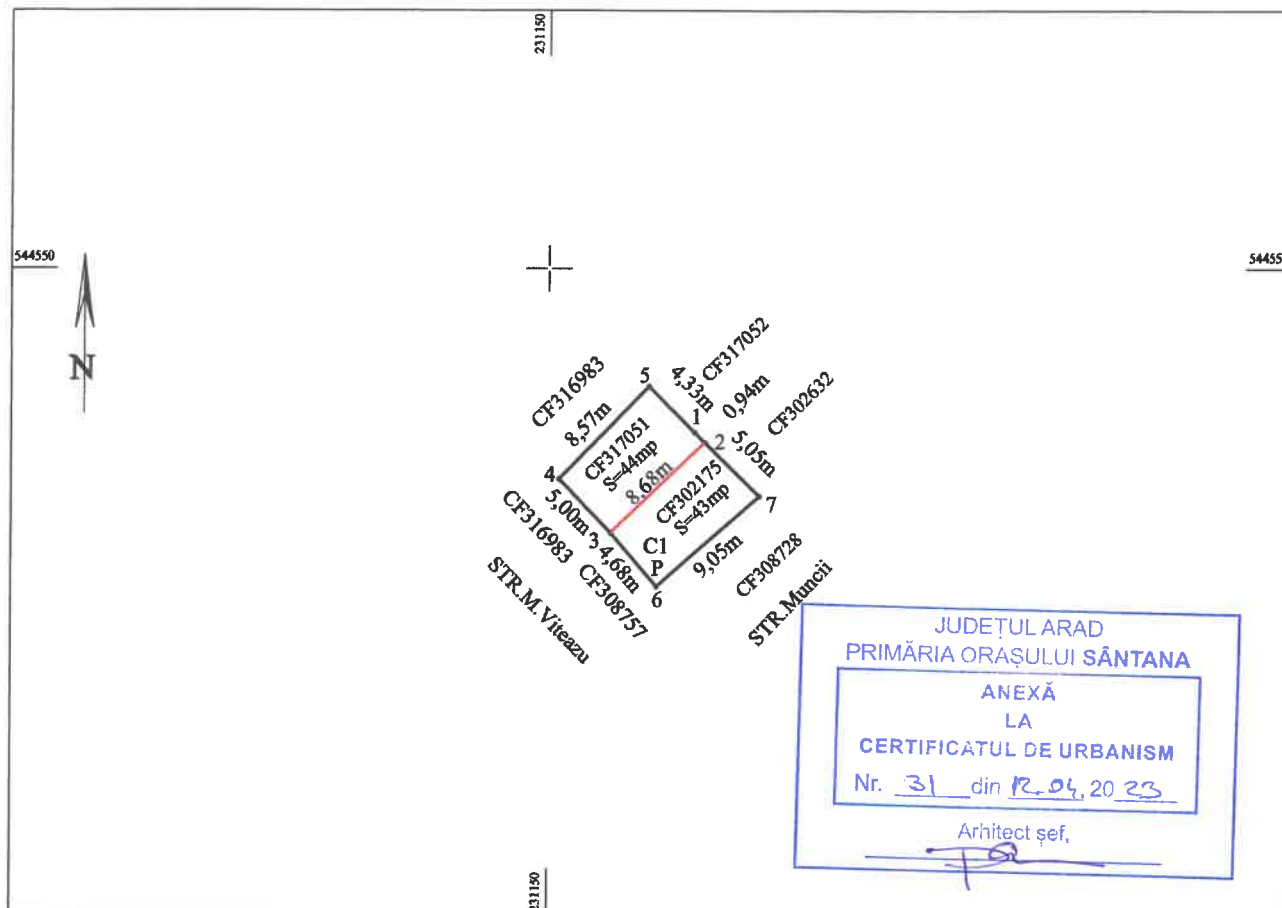 231150
544550
54455
N
CF317052
5
4,33m
0,94m
CF302632
CF316983
8,57m
1
2
5,05m
CF317051
S=44mp
8,68m
4
CF302175
S=43mp
7
5,00m
CF316983
3
4,68m
C1
P
9,05m
CF308728
CF308757
6
STR.M.Viteazu
STR.Muncii
JUDEȚUL ARAD
PRIMĂRIA ORAȘULUI SÂNTANA
ANEXĂ
LA
CERTIFICATUL DE URBANISM
Nr. 31 din 12.04. 20 23
Arhitect șef,
231150